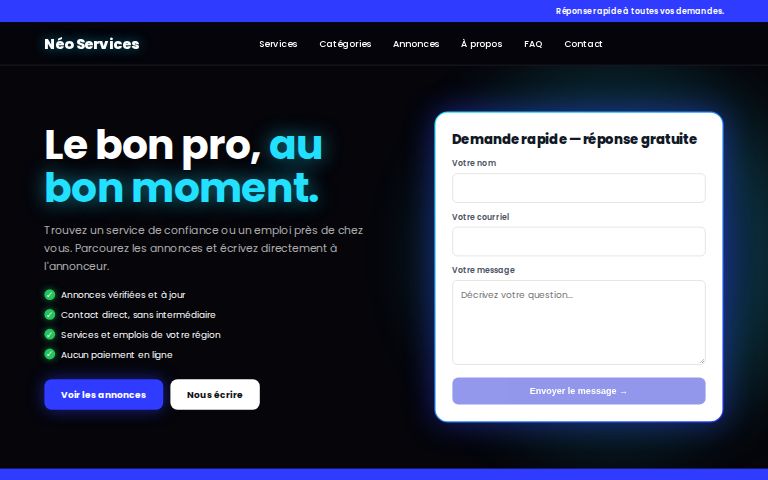 Réponse rapide à toutes vos demandes.
Néo Services
Services Catégories Annonces À propos FAQ Contact
Le bon pro, au
bon moment.
Trouvez un service de confiance ou un emploi près de chez
vous. Parcourez les annonces et écrivez directement à
l'annonceur.
✓ Annonces vérifiées et à jour
✓ Contact direct, sans intermédiaire
✓ Services et emplois de votre région
✓ Aucun paiement en ligne
Voir les annonces
Nous écrire
Demande rapide — réponse gratuite
Votre nom
Votre courriel
Votre message
Décrivez votre question...
Envoyer le message →